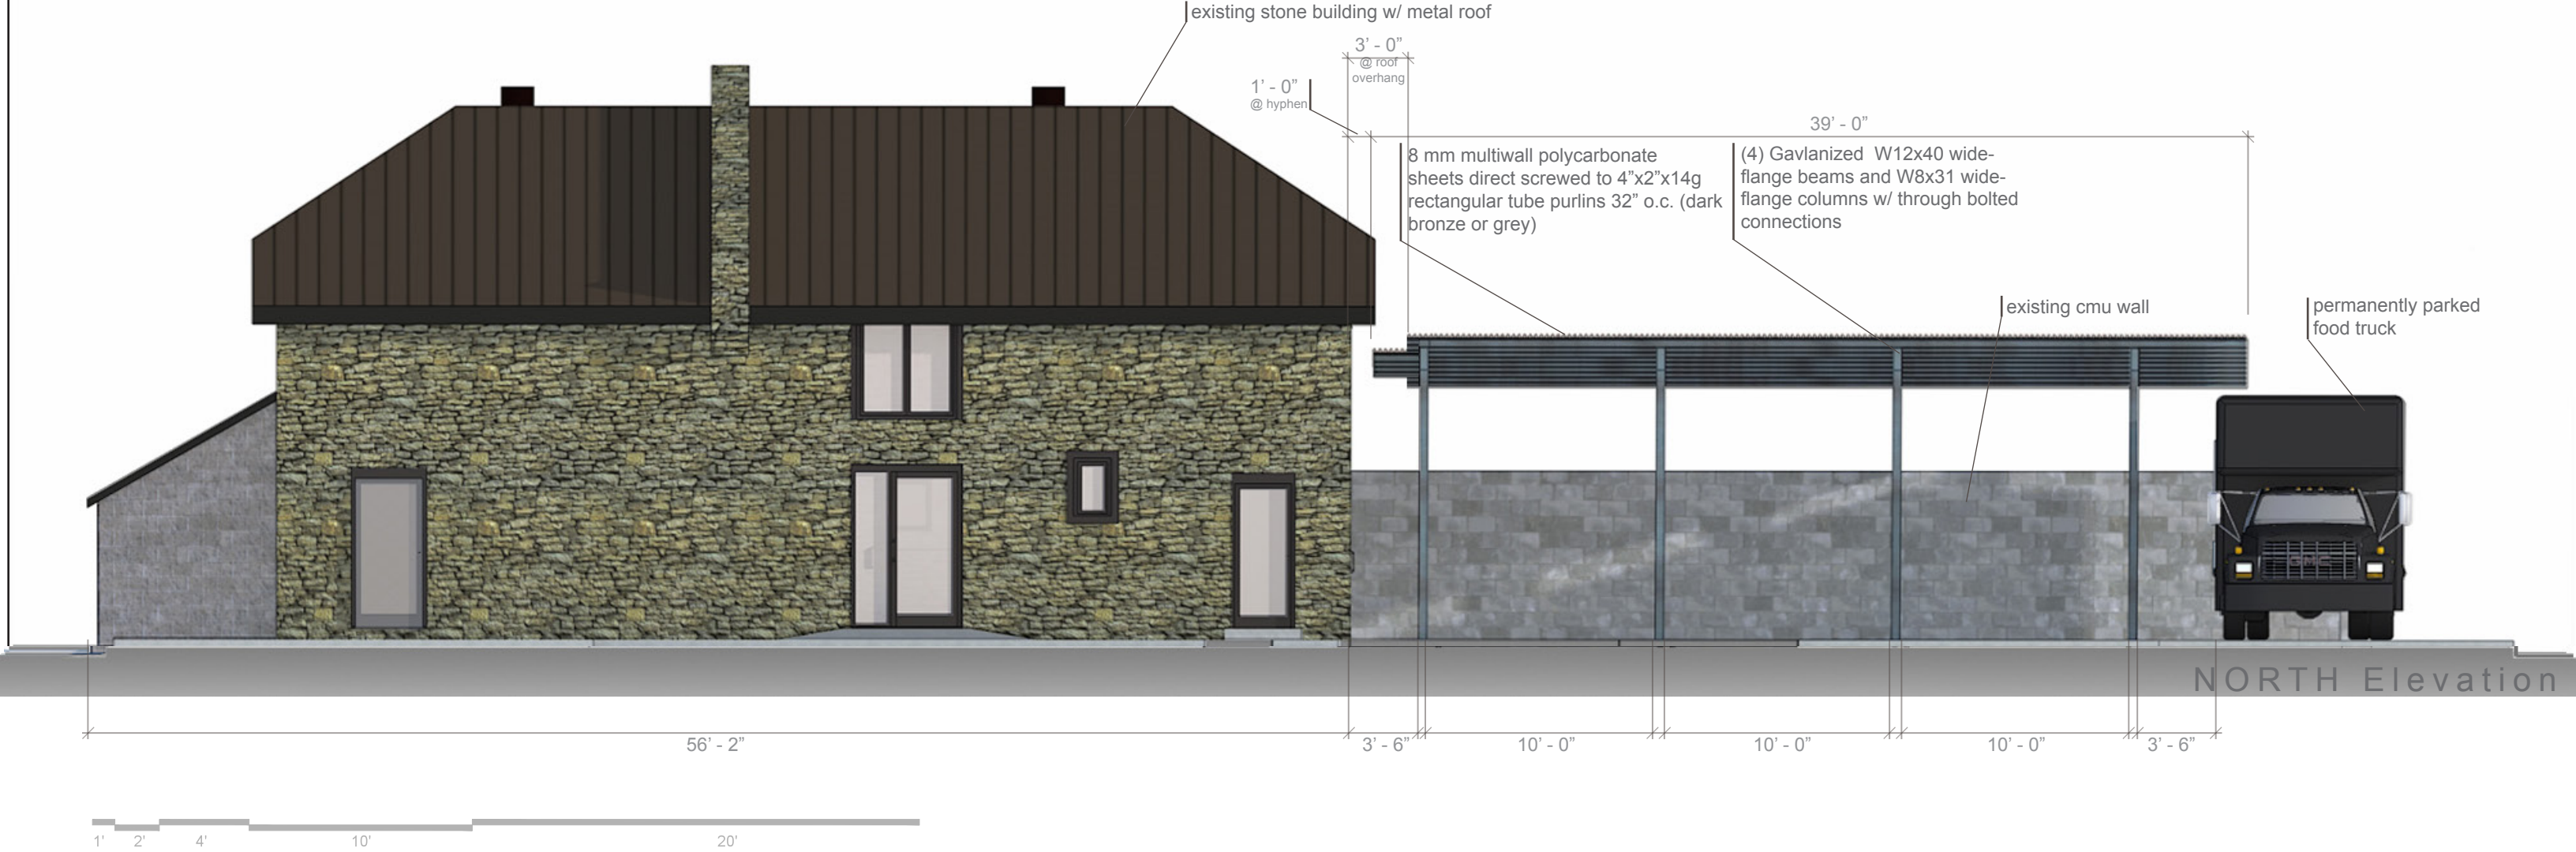 existing stone building w/ metal roof
3’ - 0”
@ roof
overhang
1’ - 0”
@ hyphen
39’ - 0”
8 mm multiwall polycarbonate
sheets direct screwed to 4”x2”x14g
rectangular tube purlins 32” o.c. (dark
bronze or grey)
(4) Gavlanized  W12x40 wide-
flange beams and W8x31 wide-
flange columns w/ through bolted
connections
existing cmu wall
permanently parked
food truck
GMC
NORTH Elevation
56’ - 2”
3’ - 6”
10’ - 0”
10’ - 0”
10’ - 0”
3’ - 6”
1'
2'
4'
10'
20'